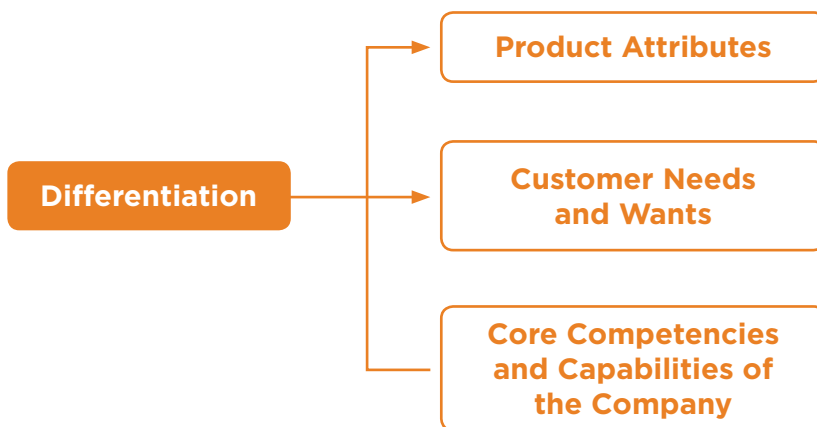 Product Attributes
Differentiation
Customer Needs
and Wants
Core Competencies
and Capabilities of
the Company